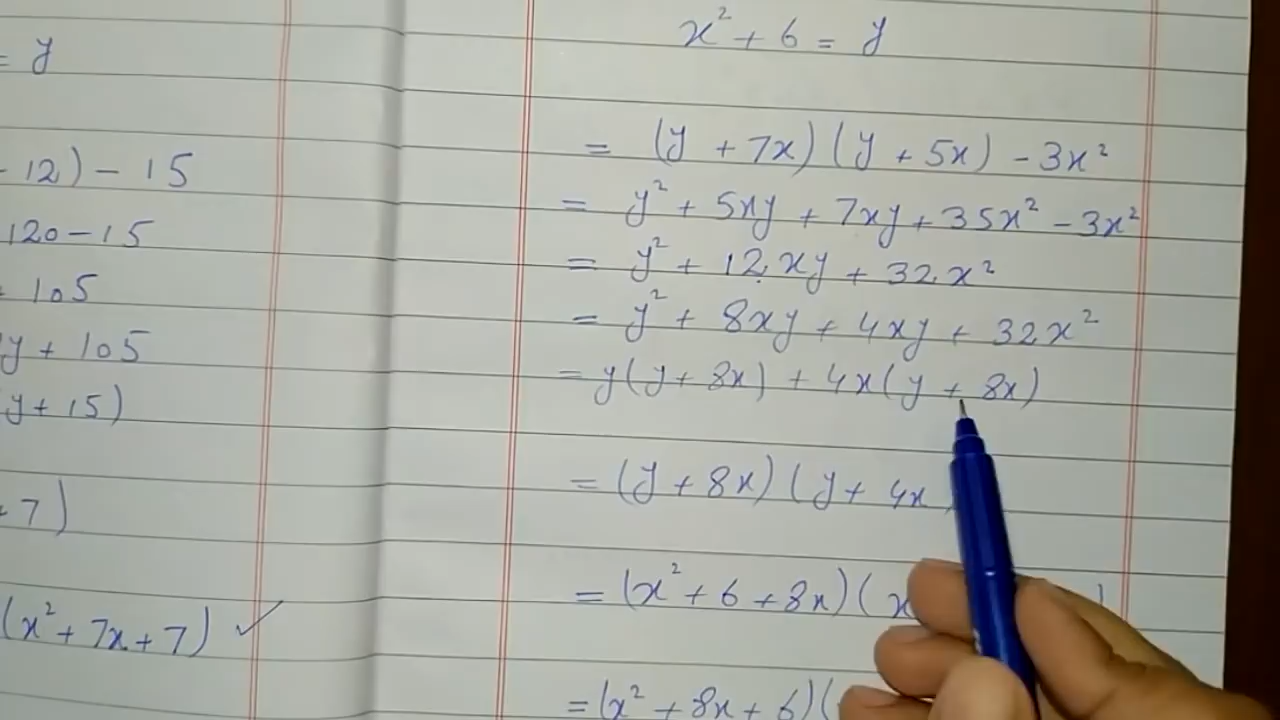 = y
- 12) - 15
120 - 15
105
y + 105
y + 15)
7)
(x² + 7x + 7) ✓
x² + 6 = y
= (y + 7x) (y + 5x) - 3x²
= y² + 5xy + 7xy + 35x² - 3x²
= y² + 12xy + 32x²
= y² + 8xy + 4xy + 32x²
= y(y + 8x) + 4x(y + 8x)
= (y + 8x) (y + 4x
= (x² + 6 + 8x) (x )
= (x² + 8x + 6) (